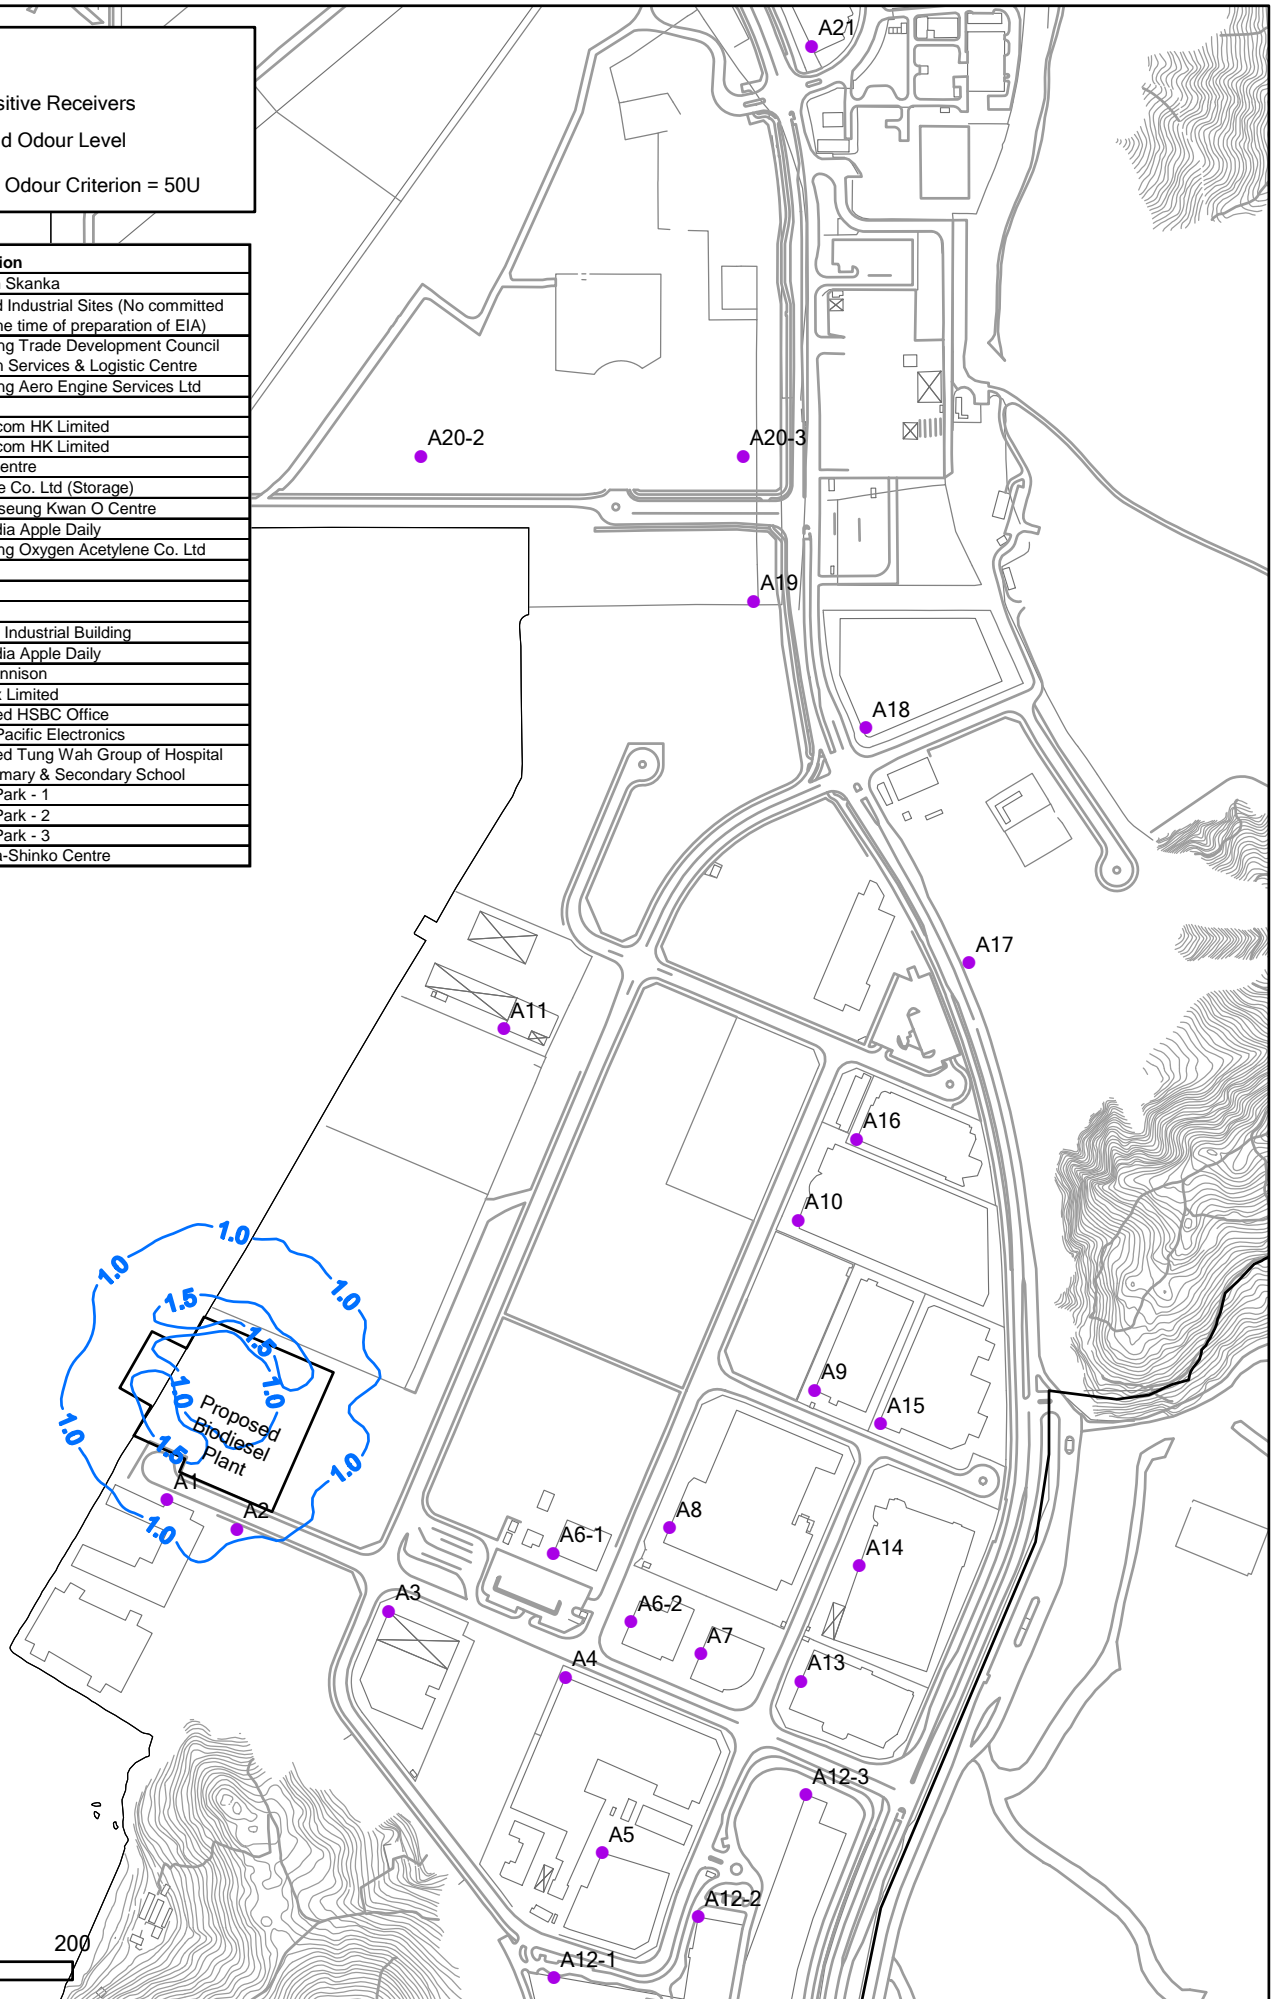 sitive Receivers
d Odour Level
Odour Criterion = 50U
ion
Skanka
d Industrial Sites (No committed
ne time of preparation of EIA)
ng Trade Development Council
n Services & Logistic Centre
ng Aero Engine Services Ltd
com HK Limited
com HK Limited
entre
e Co. Ltd (Storage)
seung Kwan O Centre
dia Apple Daily
ng Oxygen Acetylene Co. Ltd
Industrial Building
dia Apple Daily
nnison
x Limited
ed HSBC Office
Pacific Electronics
ed Tung Wah Group of Hospital
mary & Secondary School
Park - 1
Park - 2
Park - 3
a-Shinko Centre
A21
A20-2
A20-3
A19
A18
A17
A11
A16
A10
1.0
1.0
1.0
1.5
1.5
1.0
1.0
Proposed
Biodiesel
Plant
1.0
1.5
1.0
1.0
A9
A15
A1
A2
A8
A6-1
A14
A3
A6-2
A7
A4
A13
A12-3
A5
A12-2
A12-1
200